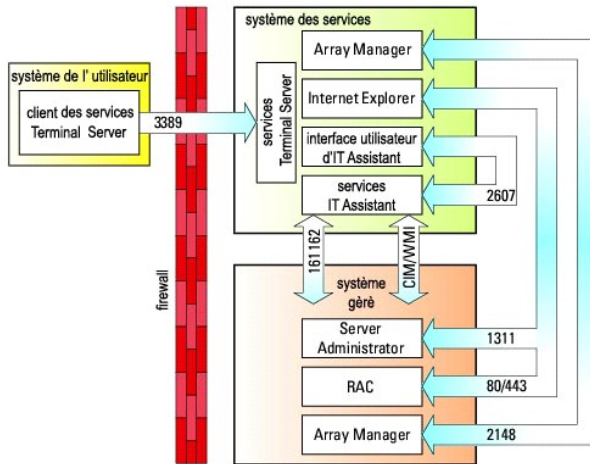 système de l' utilisateur
client des services
Terminal Server
3389
firewall
système des services
services
Terminal Server
Array Manager
Internet Explorer
interface utilisateur
d'IT Assistant
services
IT Assistant
2607
161162
CIM/WMI
système
gèrè
Server
Administrator
1311
RAC
80/443
Array Manager
2148